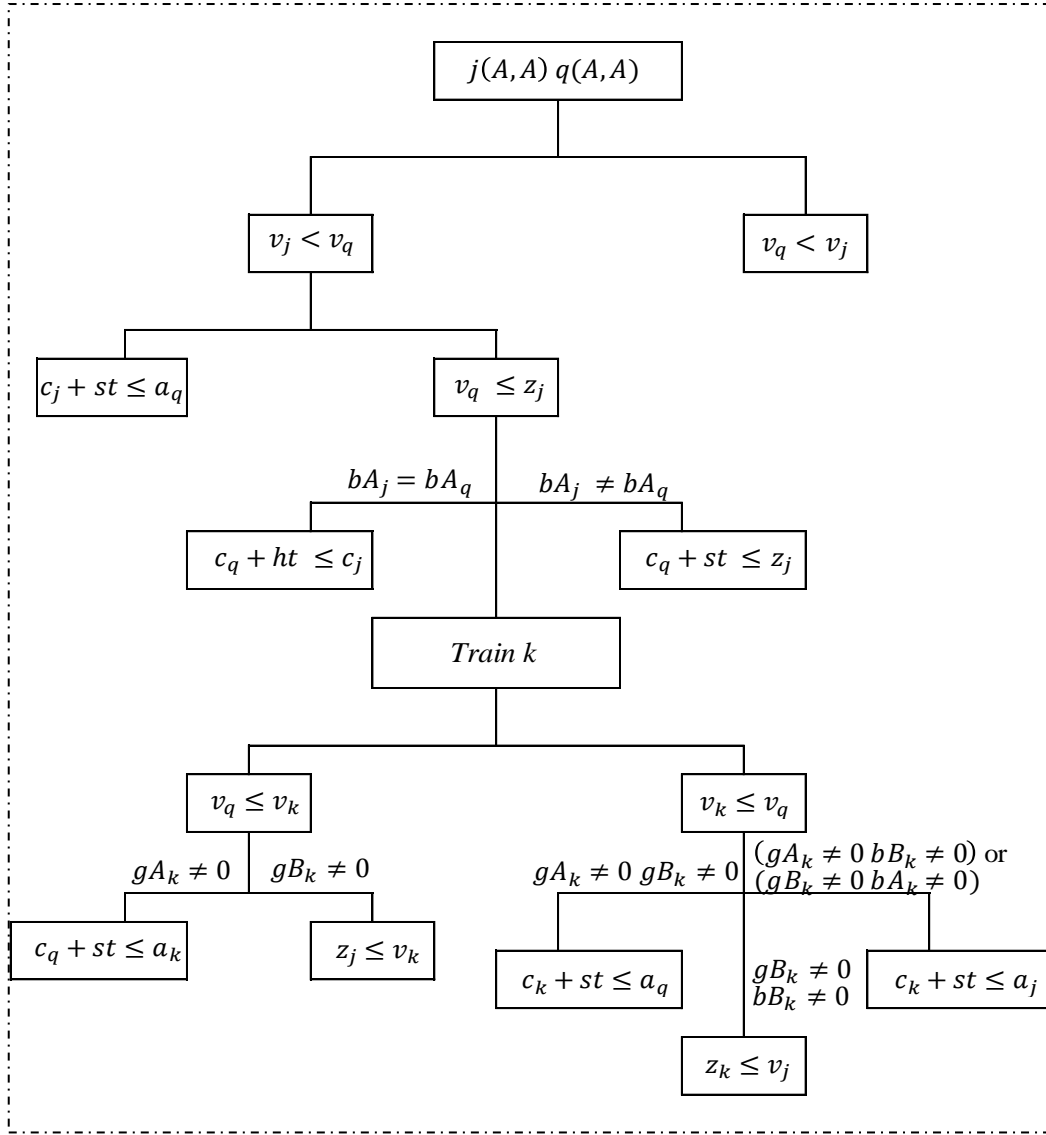 j(A, A) q(A, A)
v_j < v_q
v_q < v_j
c_j + st ≤ a_q
v_q ≤ z_j
bA_j = bA_q
bA_j ≠ bA_q
c_q + ht ≤ c_j
c_q + st ≤ z_j
Train k
v_q ≤ v_k
v_k ≤ v_q
gA_k ≠ 0
gB_k ≠ 0
gA_k ≠ 0 gB_k ≠ 0
(gA_k ≠ 0 bB_k ≠ 0) or
(gB_k ≠ 0 bA_k ≠ 0)
c_q + st ≤ a_k
z_j ≤ v_k
c_k + st ≤ a_q
gB_k ≠ 0
bB_k ≠ 0
c_k + st ≤ a_j
z_k ≤ v_j